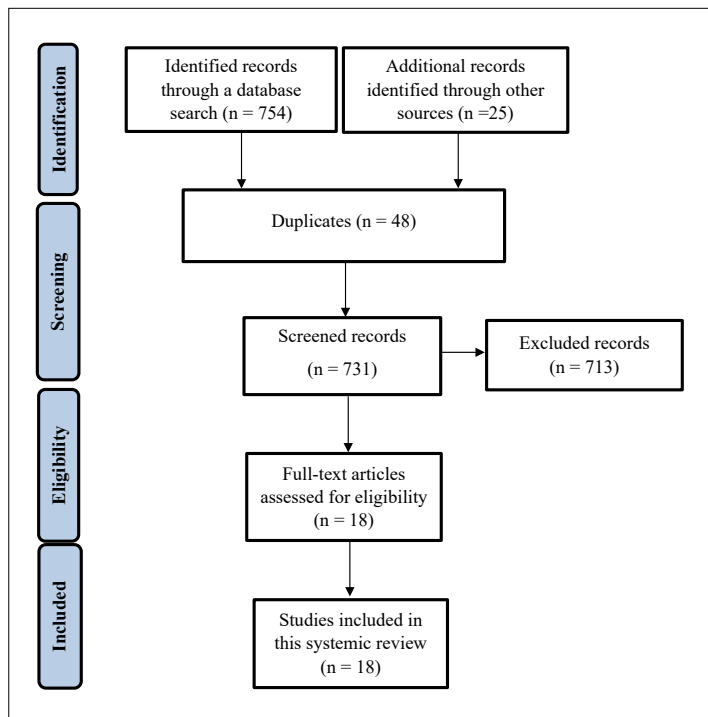 Identification
Identified records
through a database
search (n = 754)
Additional records
identified through other
sources (n =25)
Duplicates (n = 48)
Screening
Screened records
(n = 731)
Excluded records
(n = 713)
Eligibility
Full-text articles
assessed for eligibility
(n = 18)
Included
Studies included in
this systemic review
(n = 18)